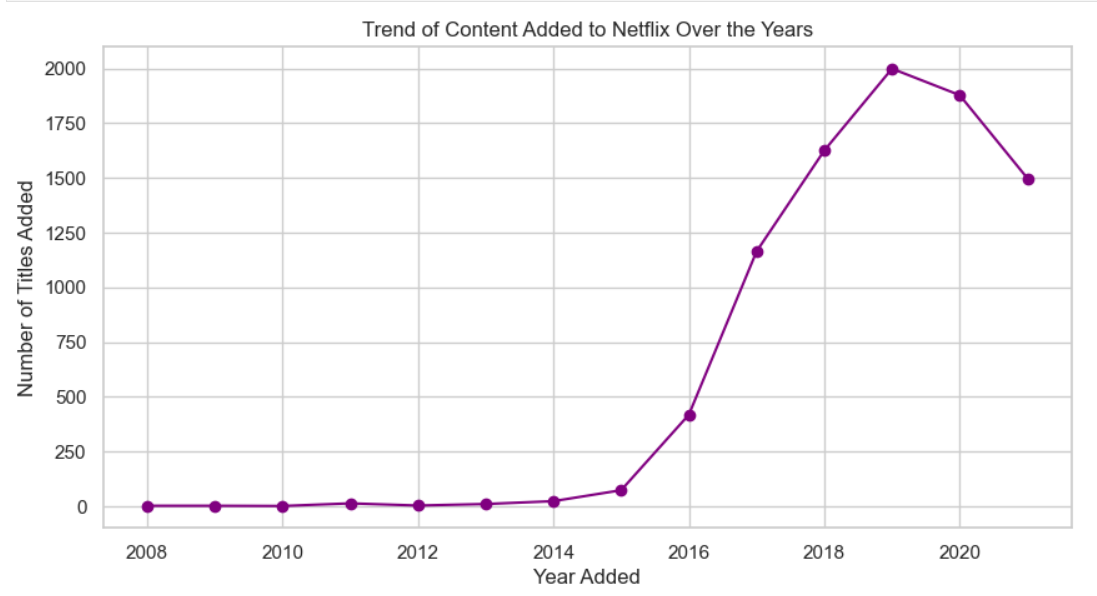 Trend of Content Added to Netflix Over the Years
2000
1750
1500
1250
1000
750
500
250
0
Number of Titles Added
2008 2010 2012 2014 2016 2018 2020
Year Added